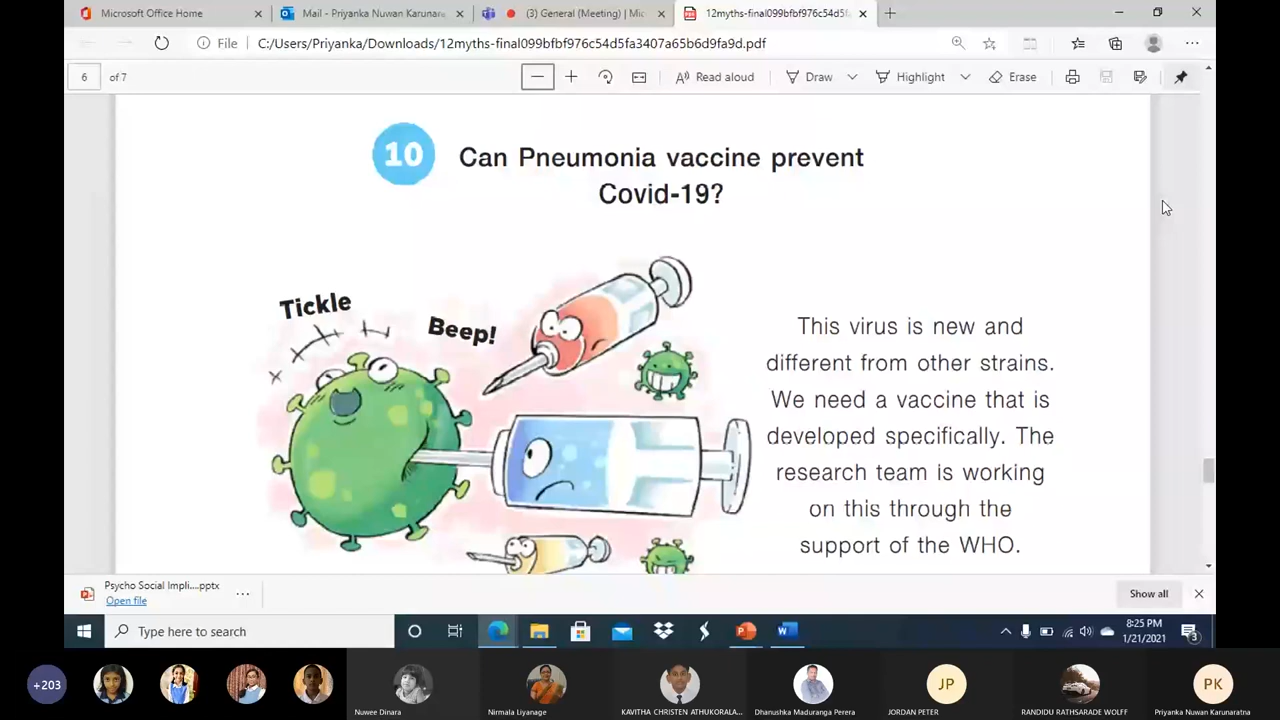 Microsoft Office Home
Mail - Priyanka Nuwan Karunare
(3) General (Meeting) | Mic
12myths-final099bfbf976c54d5f
File
C:/Users/Priyanka/Downloads/12myths-final099bfbf976c54d5fa3407a65b6d9fa9d.pdf
6 of 7
Read aloud
Draw
Highlight
Erase
10
Can Pneumonia vaccine prevent
Covid-19?
Tickle
Beep!
This virus is new and
different from other strains.
We need a vaccine that is
developed specifically. The
research team is working
on this through the
support of the WHO.
Psycho Social Impli....pptx
Open file
Show all
Type here to search
8:25 PM
1/21/2021
3
+203
Nuwee Dinara
Nirmala Liyanage
KAVITHA CHRISTEN ATHUKORALA...
Dhanushka Maduranga Perera
JP
JORDAN PETER
RANDIDU RATHSARADE WOLFF
PK
Priyanka Nuwan Karunaratna